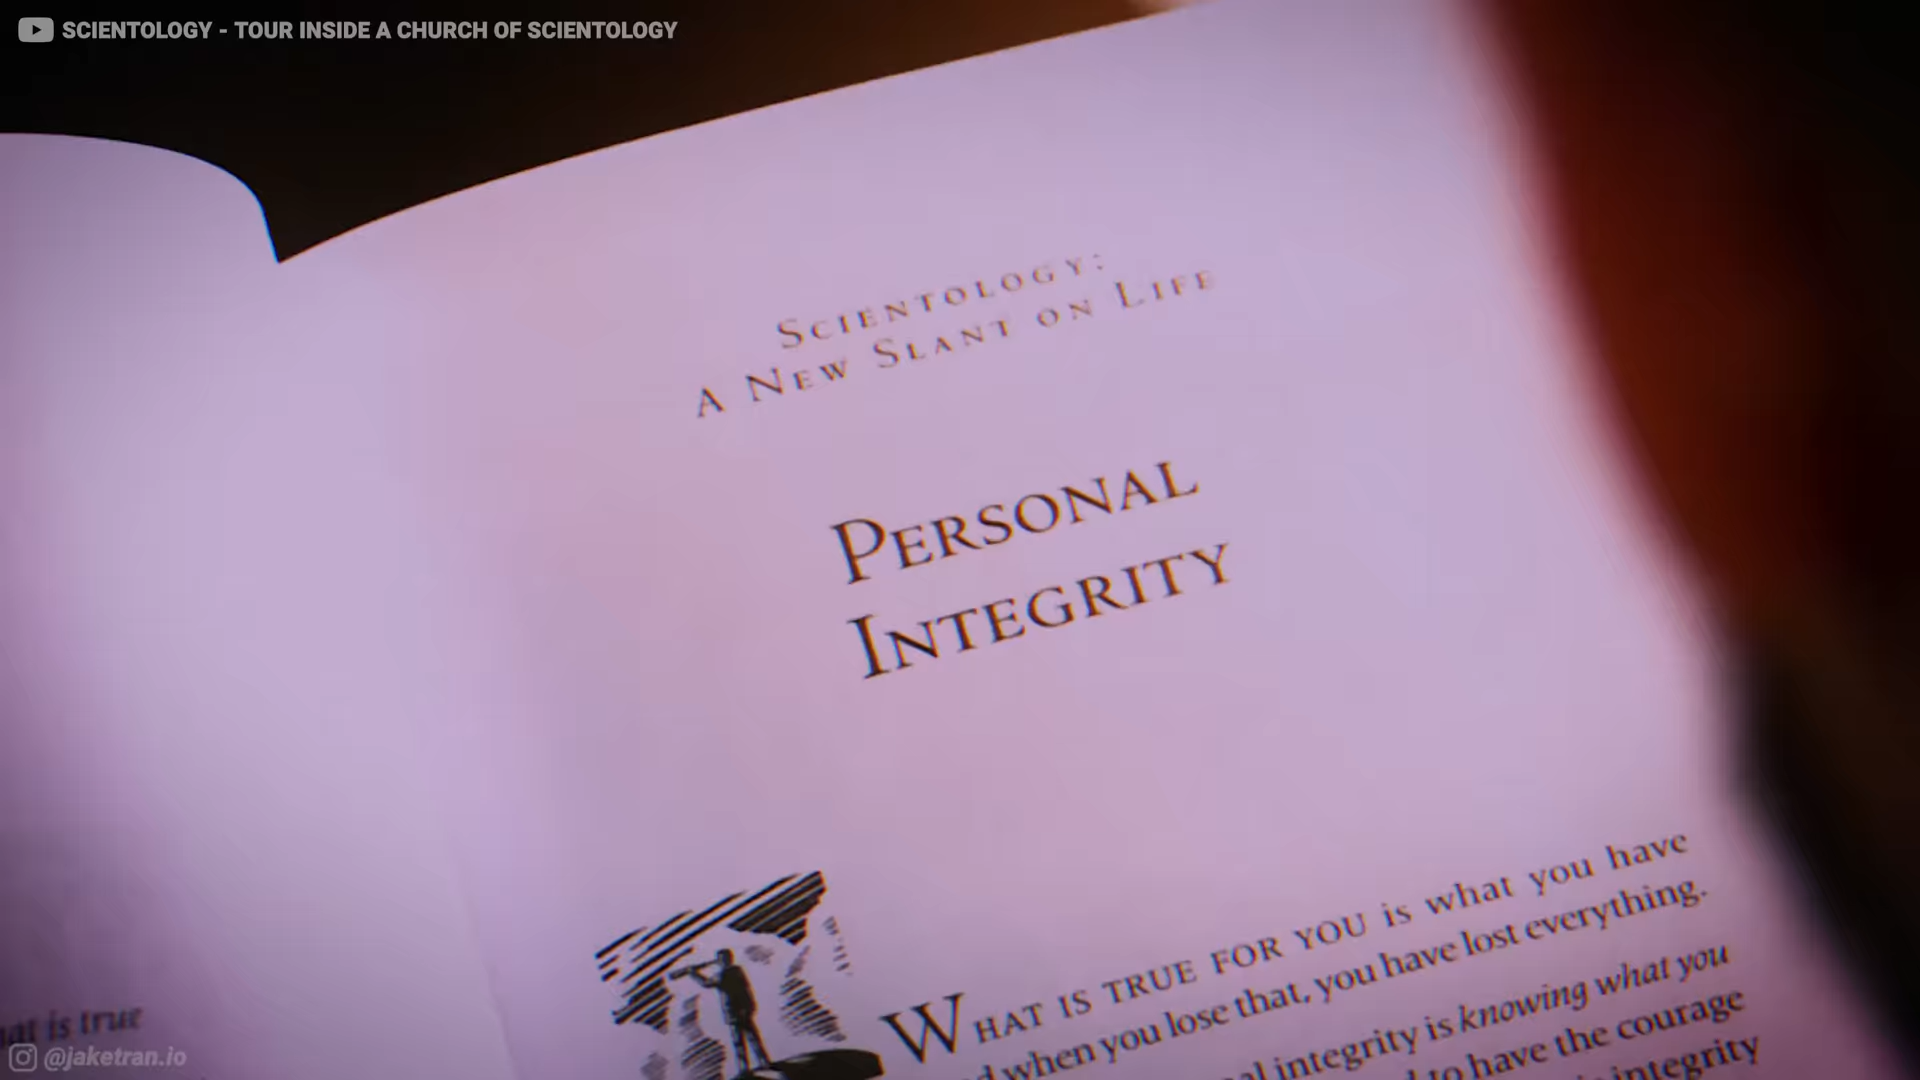 SCIENTOLOGY - TOUR INSIDE A CHURCH OF SCIENTOLOGY
SCIENTOLOGY:
A NEW SLANT ON LIFE
PERSONAL
INTEGRITY
WHAT IS TRUE FOR YOU is what you have
when you lose that, you have lost everything.
integrity is knowing what you
to have the courage
integrity
is true
@jaketran.io